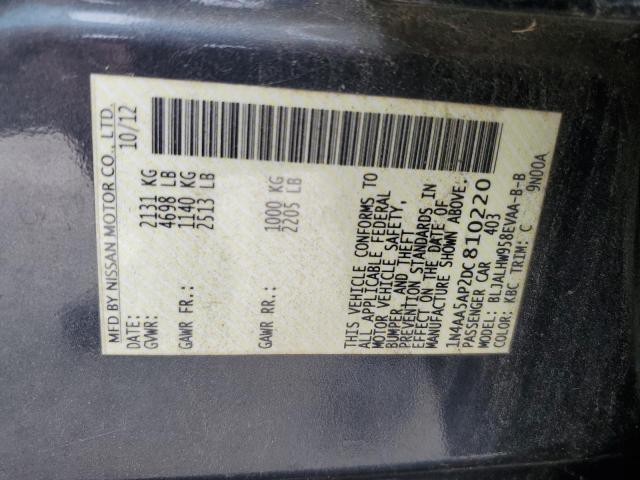 MFD BY NISSAN MOTOR CO., LTD.
DATE: 10/12
GVWR: 2131 KG
4698 LB
GAWR FR: 1140 KG
2513 LB
GAWR RR: 1000 KG
2205 LB
THIS VEHICLE CONFORMS TO
ALL APPLICABLE FEDERAL
MOTOR VEHICLE SAFETY,
BUMPER, AND THEFT
PREVENTION STANDARDS IN
EFFECT ON THE DATE OF
MANUFACTURE SHOWN ABOVE.
1N4AA5AP2DC810220
PASSENGER CAR 403
MODEL: BLJALHW958EVAA-B-B
COLOR: KBC TRIM: C 9N00A